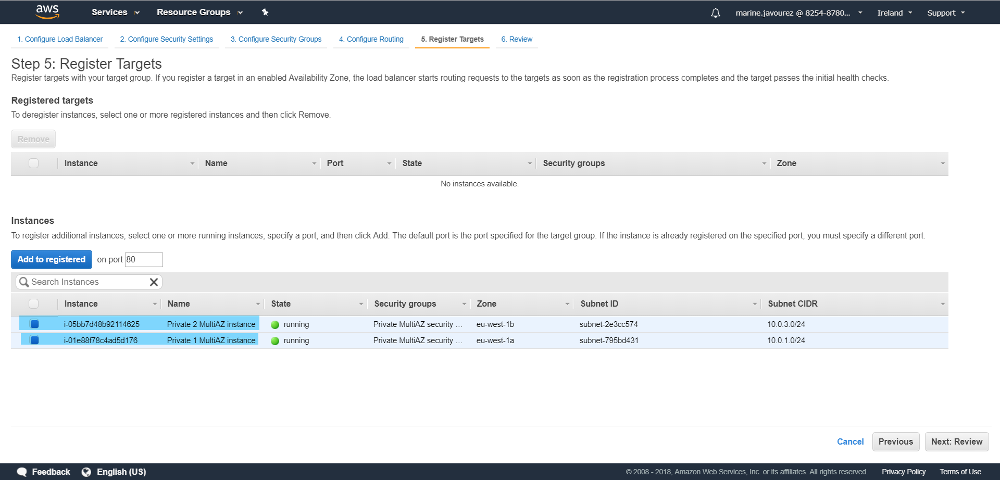 aws Services Resource Groups marine.javourez @ 8254-8780... Ireland Support
1. Configure Load Balancer 2. Configure Security Settings 3. Configure Security Groups 4. Configure Routing 5. Register Targets 6. Review
Step 5: Register Targets
Register targets with your target group. If you register a target in an enabled Availability Zone, the load balancer starts routing requests to the targets as soon as the registration process completes and the target passes the initial health checks.
Registered targets
To deregister instances, select one or more registered instances and then click Remove.
Remove
Instance Name Port State Security groups Zone
No instances available.
Instances
To register additional instances, select one or more running instances, specify a port, and then click Add. The default port is the port specified for the target group. If the instance is already registered on the specified port, you must specify a different port.
Add to registered on port 80
Search Instances
Instance Name State Security groups Zone Subnet ID Subnet CIDR
i-05bb7d48b92114625 Private 2 MultiAZ instance running Private MultiAZ security ... eu-west-1b subnet-2e3cc574 10.0.3.0/24
i-01e88f78c4ad5d176 Private 1 MultiAZ instance running Private MultiAZ security ... eu-west-1a subnet-795bd431 10.0.1.0/24
Cancel Previous Next: Review
Feedback English (US) © 2008 - 2018, Amazon Web Services, Inc. or its affiliates. All rights reserved. Privacy Policy Terms of Use